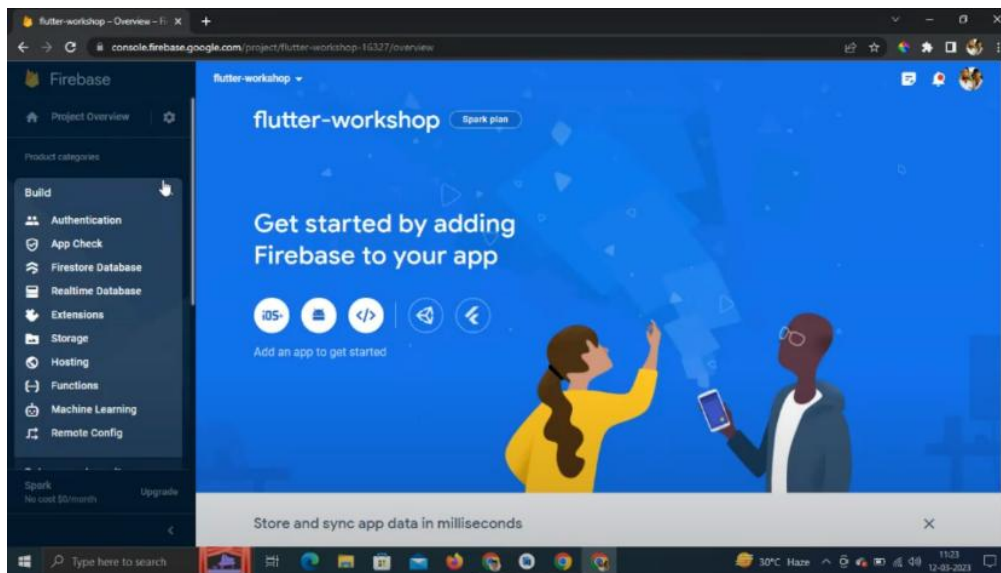 flutter-workshop – Overview – Fi
console.firebase.google.com/project/flutter-workshop-16327/overview
Firebase
flutter-workshop
Project Overview
flutter-workshop
Spark plan
Product categories
Build
Authentication
App Check
Firestore Database
Realtime Database
Extensions
Storage
Hosting
Functions
Machine Learning
Remote Config
Get started by adding
Firebase to your app
iOS+
Add an app to get started
Spark
No cost $0/month
Upgrade
Store and sync app data in milliseconds
Type here to search
30°C Haze
11:23
12-03-2023